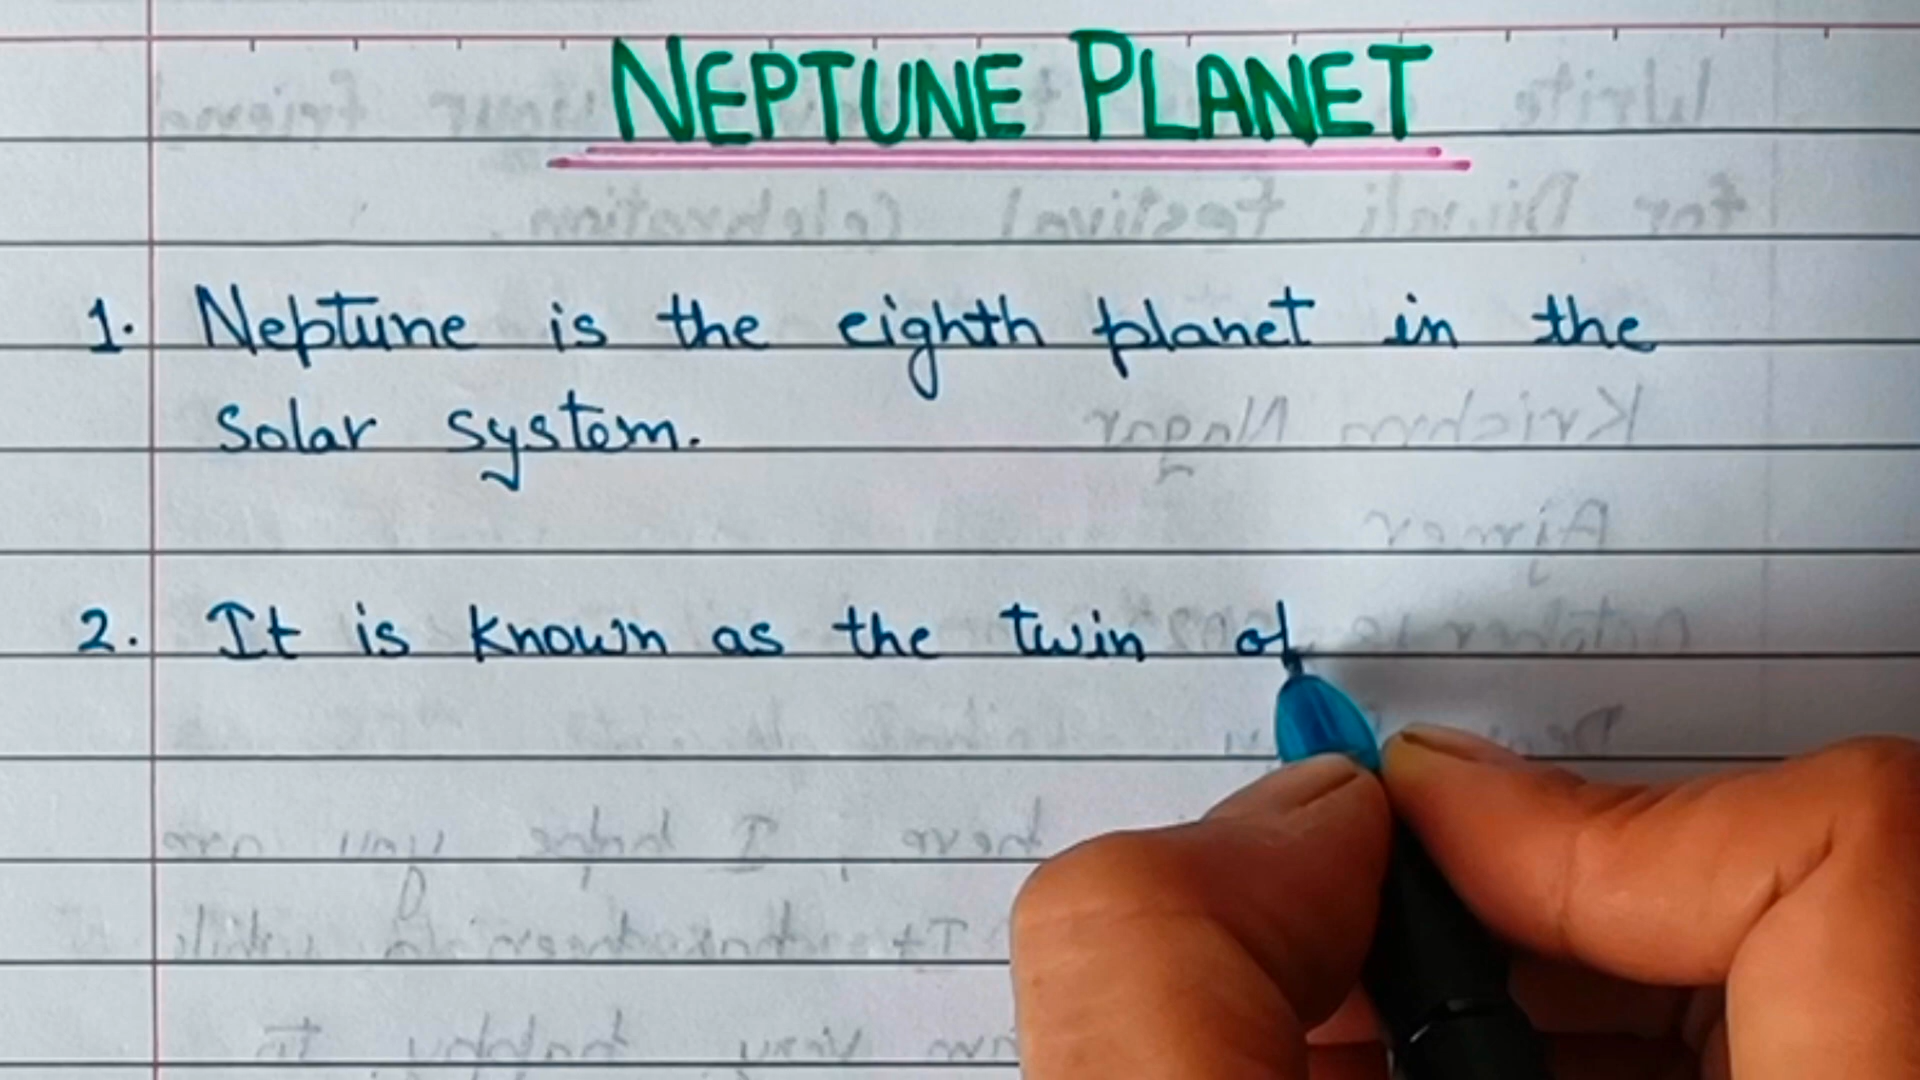 NEPTUNE PLANET
1. Neptune is the eighth planet in the
Solar system.
2. It is known as the twin of